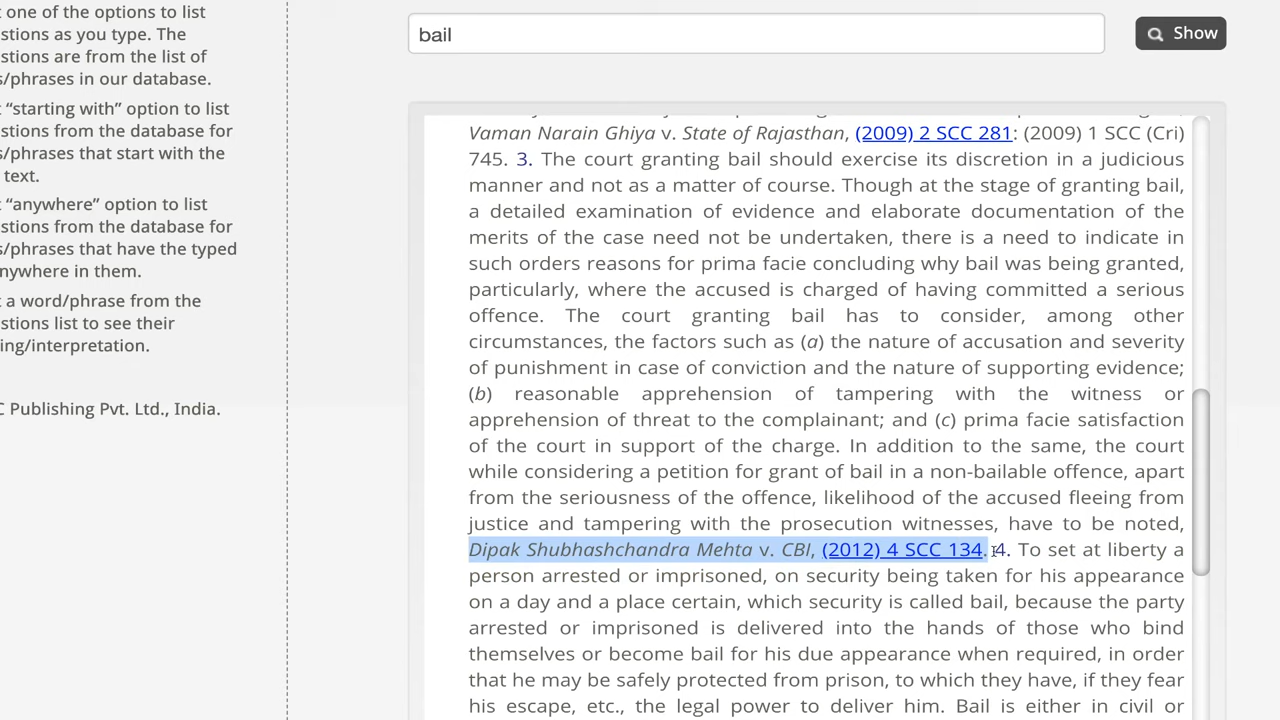 t one of the options to list
stions as you type. The
stions are from the list of
s/phrases in our database.
t “starting with” option to list
stions from the database for
s/phrases that start with the
text.
t “anywhere” option to list
stions from the database for
s/phrases that have the typed
nywhere in them.
t a word/phrase from the
stions list to see their
ing/interpretation.
C Publishing Pvt. Ltd., India.
bail
Show
Vaman Narain Ghiya v. State of Rajasthan, (2009) 2 SCC 281: (2009) 1 SCC (Cri)
745. 3. The court granting bail should exercise its discretion in a judicious
manner and not as a matter of course. Though at the stage of granting bail,
a detailed examination of evidence and elaborate documentation of the
merits of the case need not be undertaken, there is a need to indicate in
such orders reasons for prima facie concluding why bail was being granted,
particularly, where the accused is charged of having committed a serious
offence. The court granting bail has to consider, among other
circumstances, the factors such as (a) the nature of accusation and severity
of punishment in case of conviction and the nature of supporting evidence;
(b) reasonable apprehension of tampering with the witness or
apprehension of threat to the complainant; and (c) prima facie satisfaction
of the court in support of the charge. In addition to the same, the court
while considering a petition for grant of bail in a non-bailable offence, apart
from the seriousness of the offence, likelihood of the accused fleeing from
justice and tampering with the prosecution witnesses, have to be noted,
Dipak Shubhashchandra Mehta v. CBI, (2012) 4 SCC 134. 4. To set at liberty a
person arrested or imprisoned, on security being taken for his appearance
on a day and a place certain, which security is called bail, because the party
arrested or imprisoned is delivered into the hands of those who bind
themselves or become bail for his due appearance when required, in order
that he may be safely protected from prison, to which they have, if they fear
his escape, etc., the legal power to deliver him. Bail is either in civil or